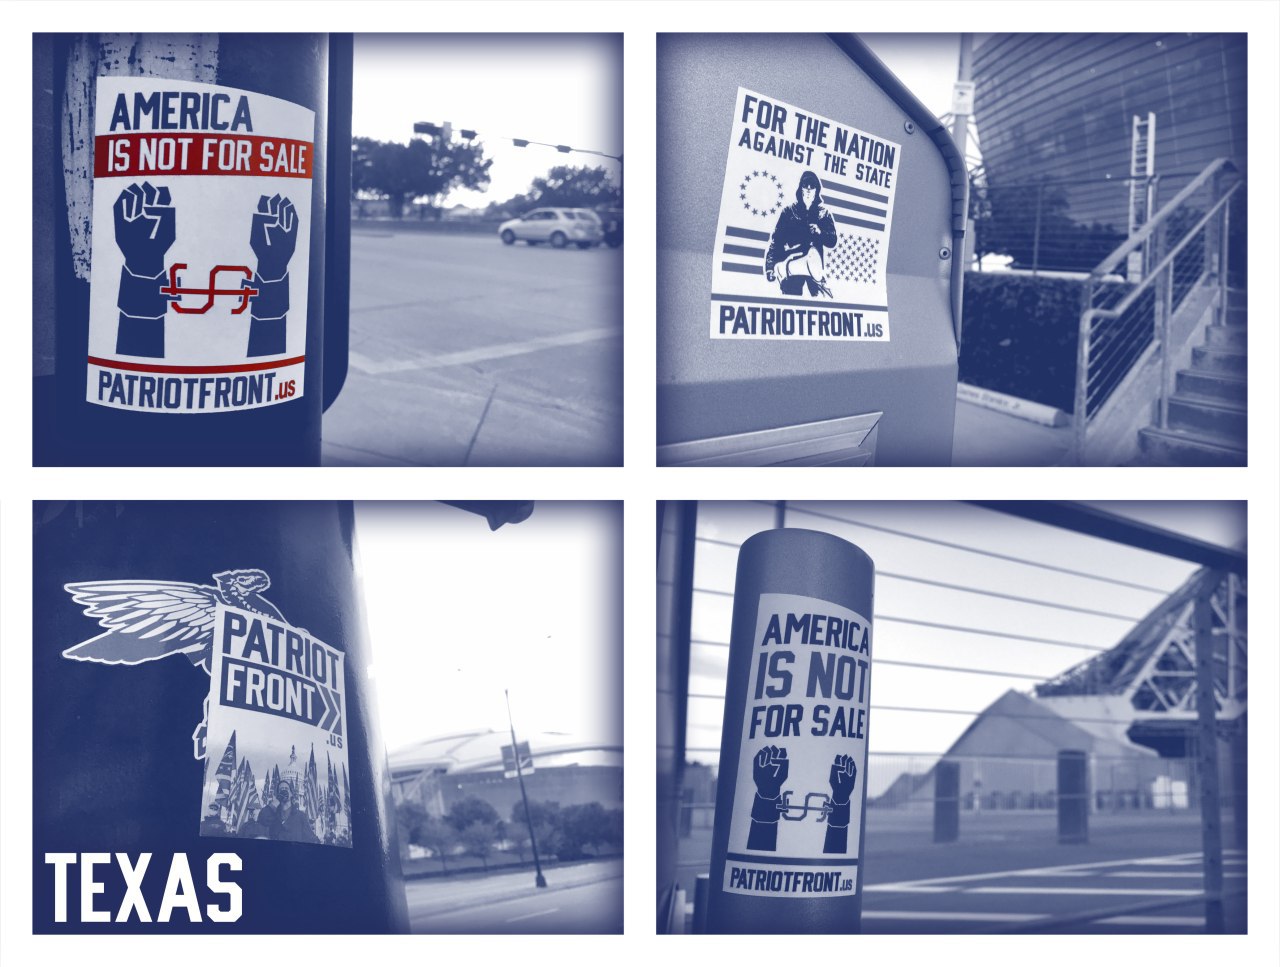 AMERICA
IS NOT FOR SALE
PATRIOTFRONT.us
FOR THE NATION
AGAINST THE STATE
PATRIOTFRONT.us
PATRIOT
FRONT
.us
TEXAS
AMERICA
IS NOT
FOR SALE
PATRIOTFRONT.us